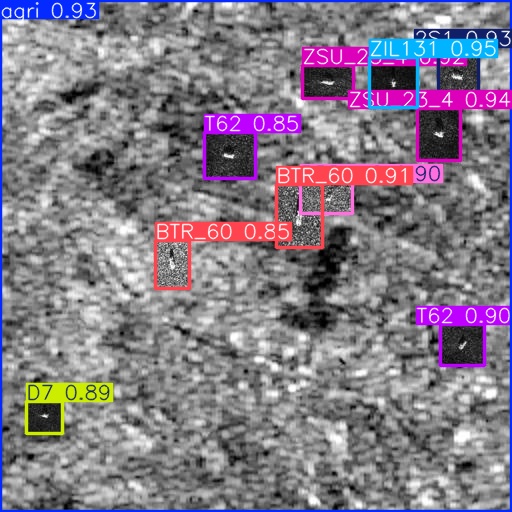 agri 0.93
2S1 0.93
ZIL131 0.95
ZSU_23_4 0.92
ZSU_23_4 0.94
T62 0.85
BTR_60 0.91
90
BTR_60 0.85
T62 0.90
D7 0.89